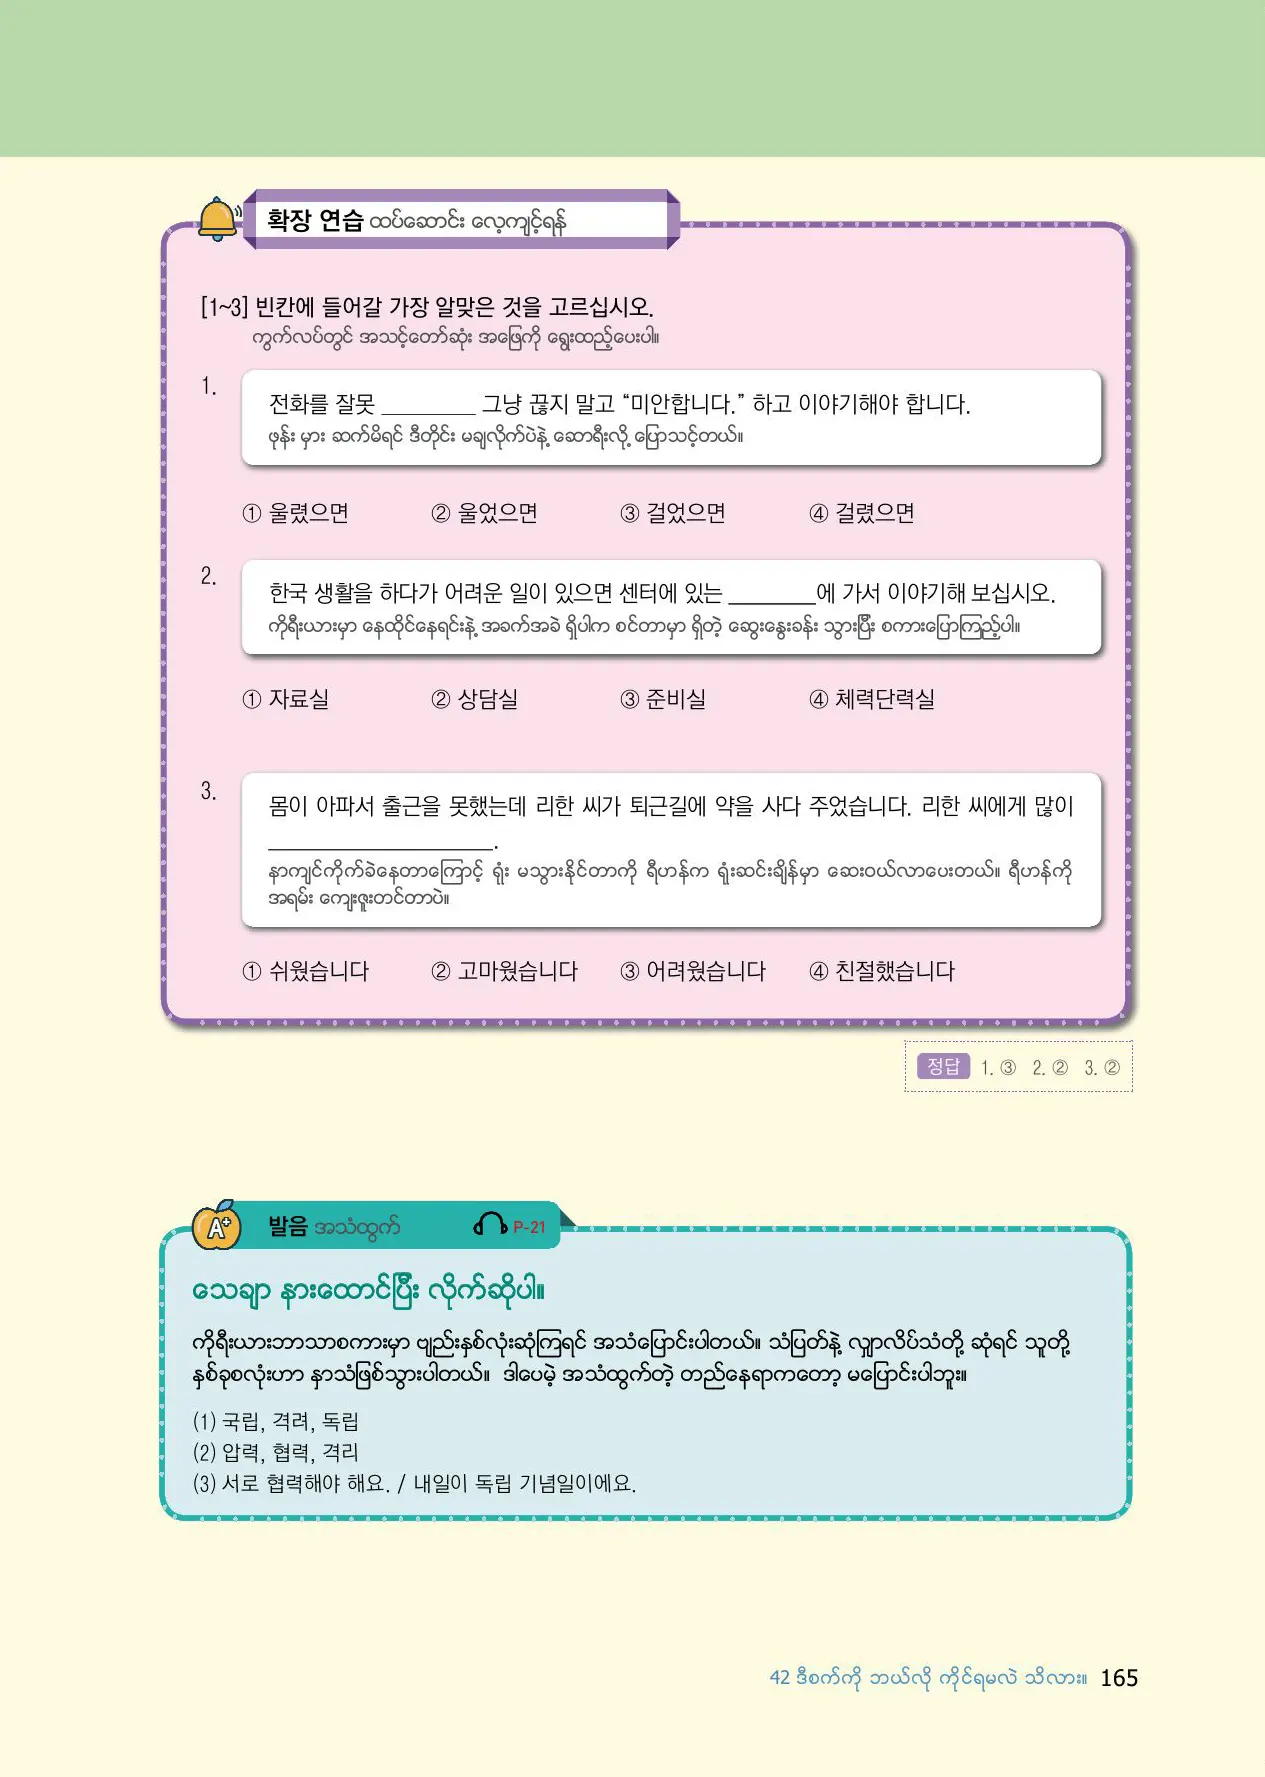 확장 연습 ထပ်ဆောင်း လေ့ကျင့်ရန်
[1~3] 빈칸에 들어갈 가장 알맞은 것을 고르십시오.
ကွက်လပ်တွင် အသင့်တော်ဆုံး အဖြေကို ရွေးထည့်ပေးပါ။
1.
전화를 잘못 ________ 그냥 끊지 말고 “미안합니다.” 하고 이야기해야 합니다.
ဖုန်း မှား ဆက်မိရင် ဒီတိုင်း မချလိုက်ပဲနဲ့ ဆောရီးလို့ ပြောသင့်တယ်။
① 울렸으면 ② 울었으면 ③ 걸었으면 ④ 걸렸으면
2.
한국 생활을 하다가 어려운 일이 있으면 센터에 있는 ________에 가서 이야기해 보십시오.
ကိုရီးယားမှာ နေထိုင်နေရင်းနဲ့ အခက်အခဲ ရှိပါက စင်တာမှာ ရှိတဲ့ ဆွေးနွေးခန်း သွားပြီး စကားပြောကြည့်ပါ။
① 자료실 ② 상담실 ③ 준비실 ④ 체력단력실
3.
몸이 아파서 출근을 못했는데 리한 씨가 퇴근길에 약을 사다 주었습니다. 리한 씨에게 많이
____________________.
နာကျင်ကိုက်ခဲနေတာကြောင့် ရုံး မသွားနိုင်တာကို ရီဟန်က ရုံးဆင်းချိန်မှာ ဆေးဝယ်လာပေးတယ်။ ရီဟန်ကို
အရမ်း ကျေးဇူးတင်တာပဲ။
① 쉬웠습니다 ② 고마웠습니다 ③ 어려웠습니다 ④ 친절했습니다
정답 1. ③ 2. ② 3. ②
A+ 발음 အသံထွက် P-21
သေချာ နားထောင်ပြီး လိုက်ဆိုပါ။
ကိုရီးယားဘာသာစကားမှာ ဗျည်းနှစ်လုံးဆုံကြရင် အသံပြောင်းပါတယ်။ သံပြတ်နဲ့ လျှာလိပ်သံတို့ ဆုံရင် သူတို့
နှစ်ခုစလုံးဟာ နှာသံဖြစ်သွားပါတယ်။ ဒါပေမဲ့ အသံထွက်တဲ့ တည်နေရာကတော့ မပြောင်းပါဘူး။
(1) 국립, 격려, 독립
(2) 압력, 협력, 격리
(3) 서로 협력해야 해요. / 내일이 독립 기념일이에요.
42 ဒီစက်ကို ဘယ်လို ကိုင်ရမလဲ သိလား။ 165